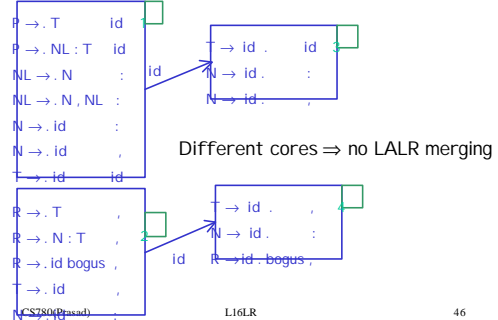 P → . T id 1
P → . NL : T id
NL → . N :
NL → . N , NL :
N → . id :
N → . id ,
T → . id id
id
T → id . id 3
N → id . :
N → id . ,
Different cores ⇒ no LALR merging
R → . T ,
R → . N : T , 2
R → . id bogus ,
T → . id ,
N → . id :
id
T → id . , 4
N → id . :
R → id . bogus ,
CS780(Prasad) L16LR 46